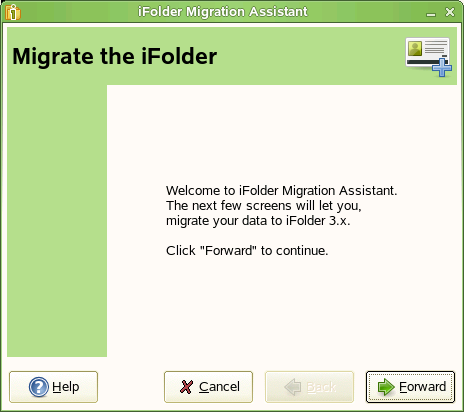 iFolder Migration Assistant
Migrate the iFolder
Welcome to iFolder Migration Assistant.
The next few screens will let you,
migrate your data to iFolder 3.x.
Click "Forward" to continue.
Help
Cancel
Back
Forward